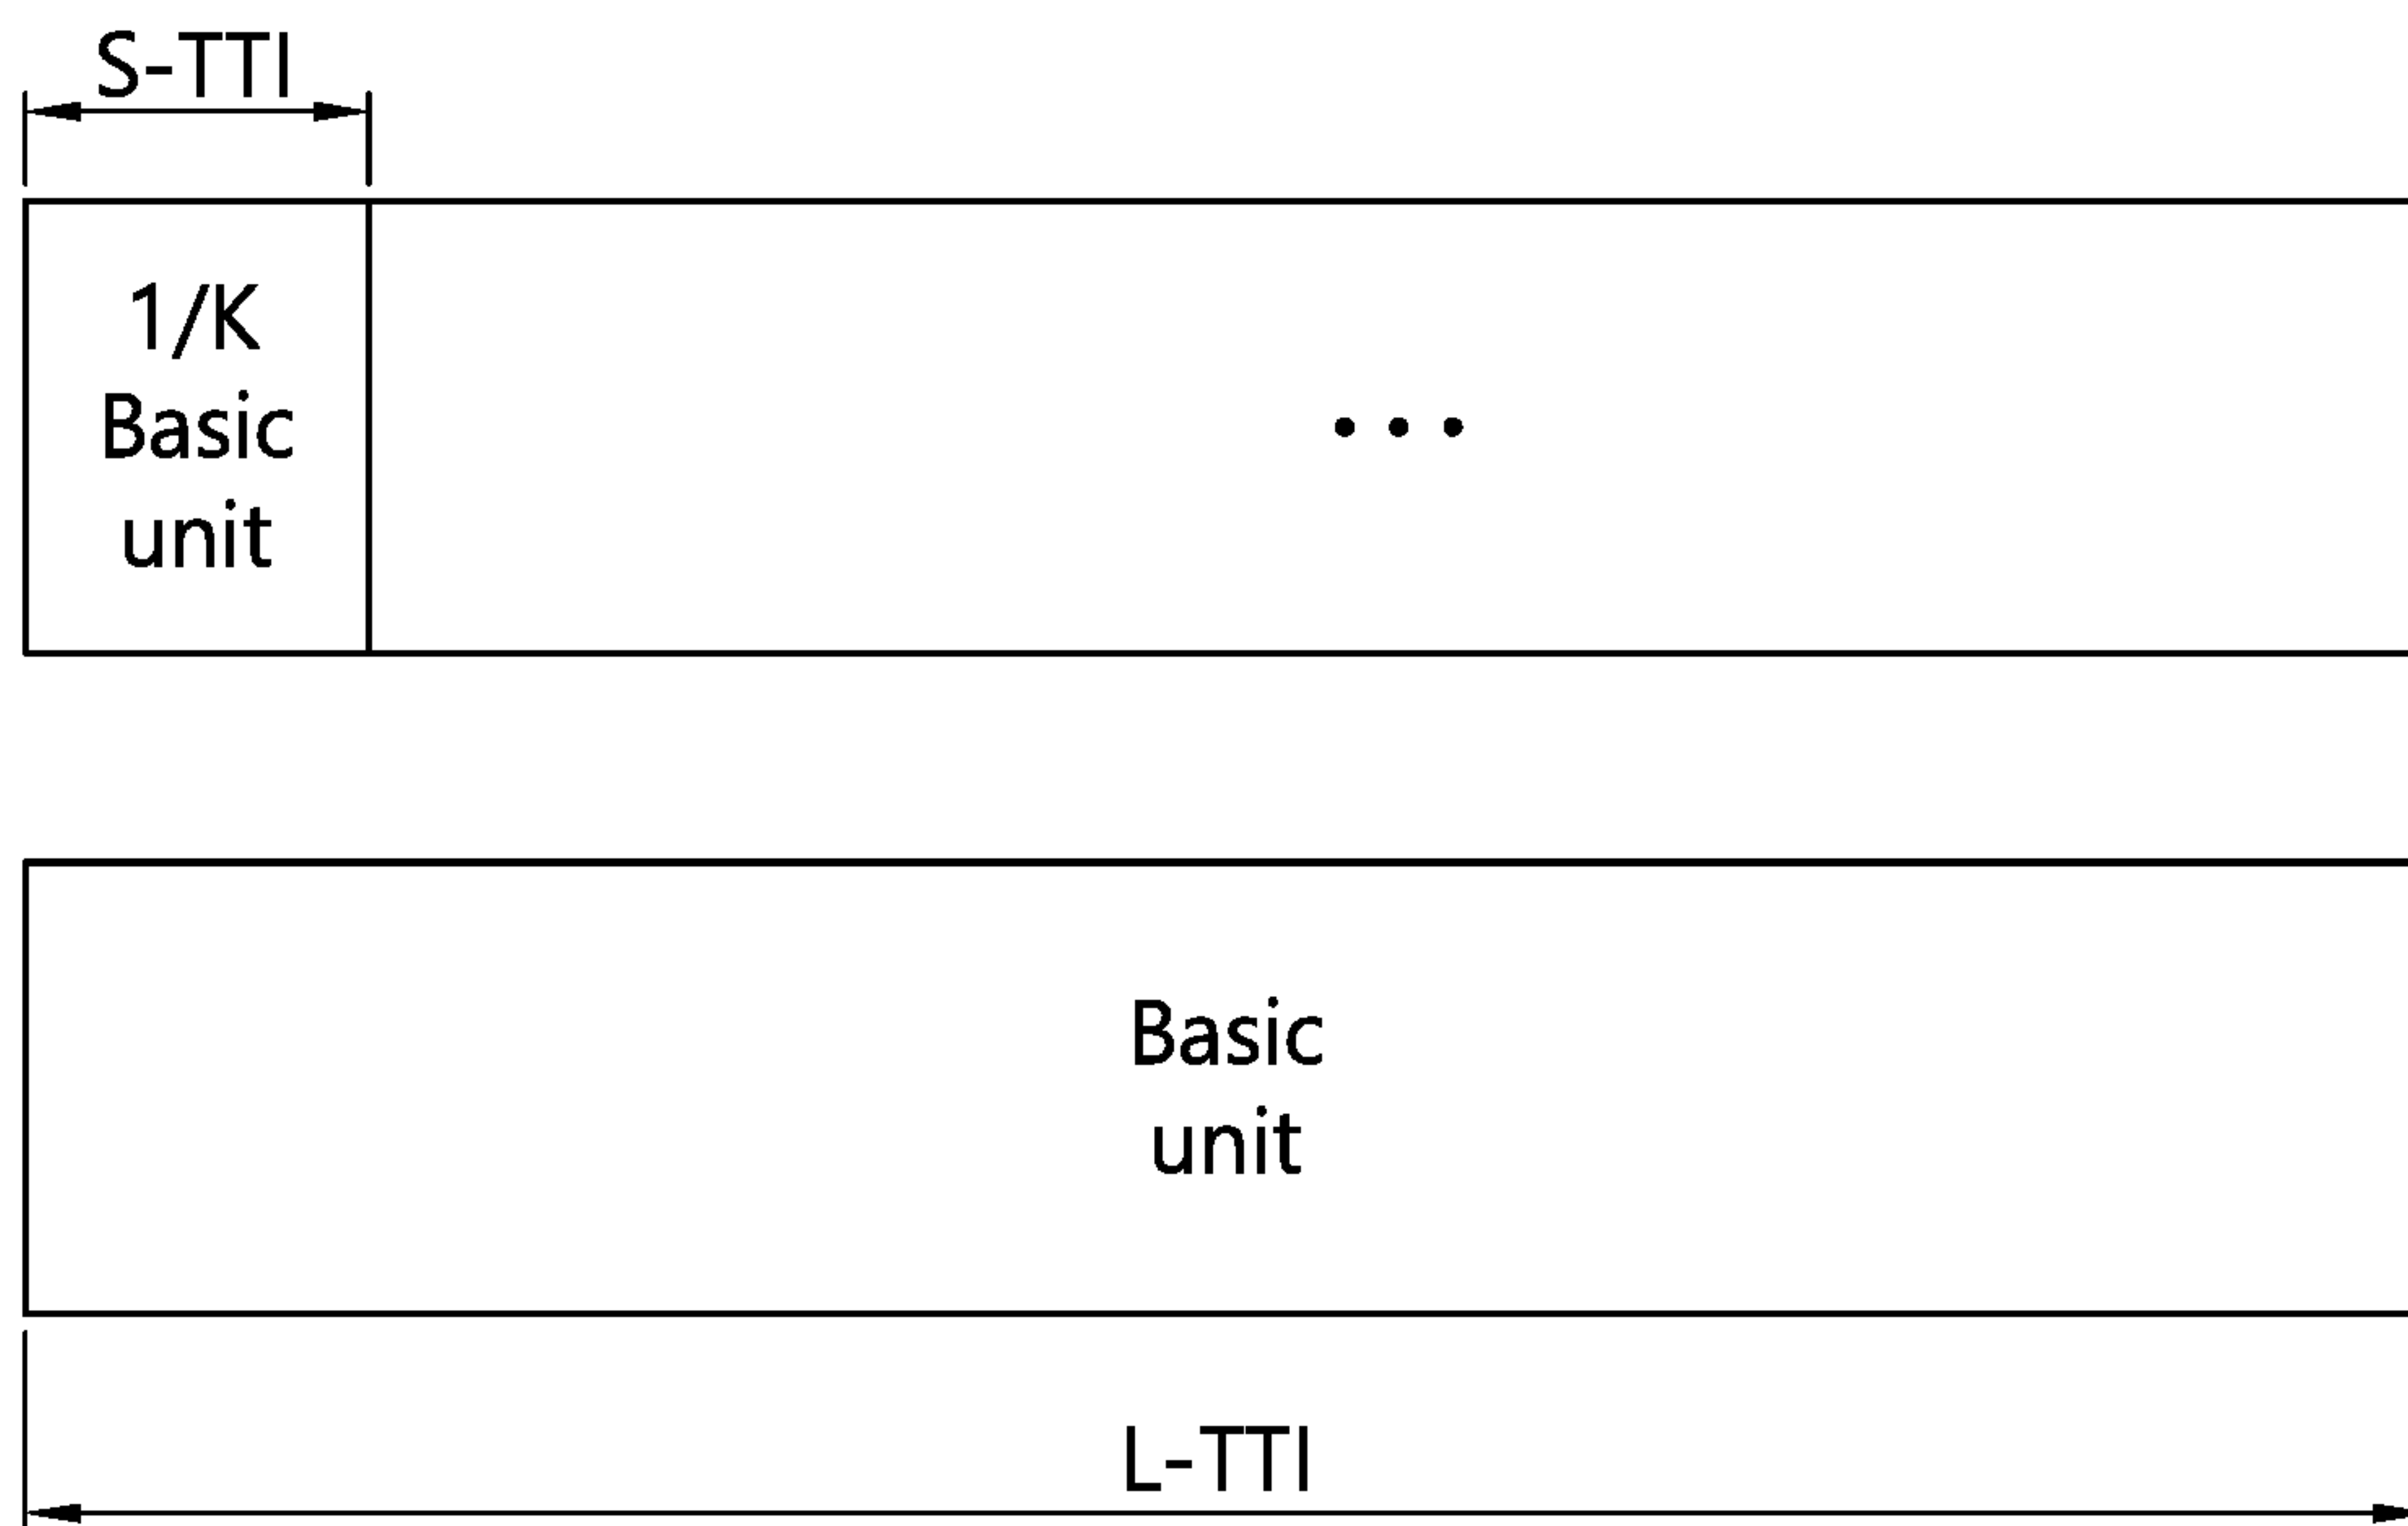 S-TTI
1/K
Basic
unit
• • •
Basic
unit
L-TTI